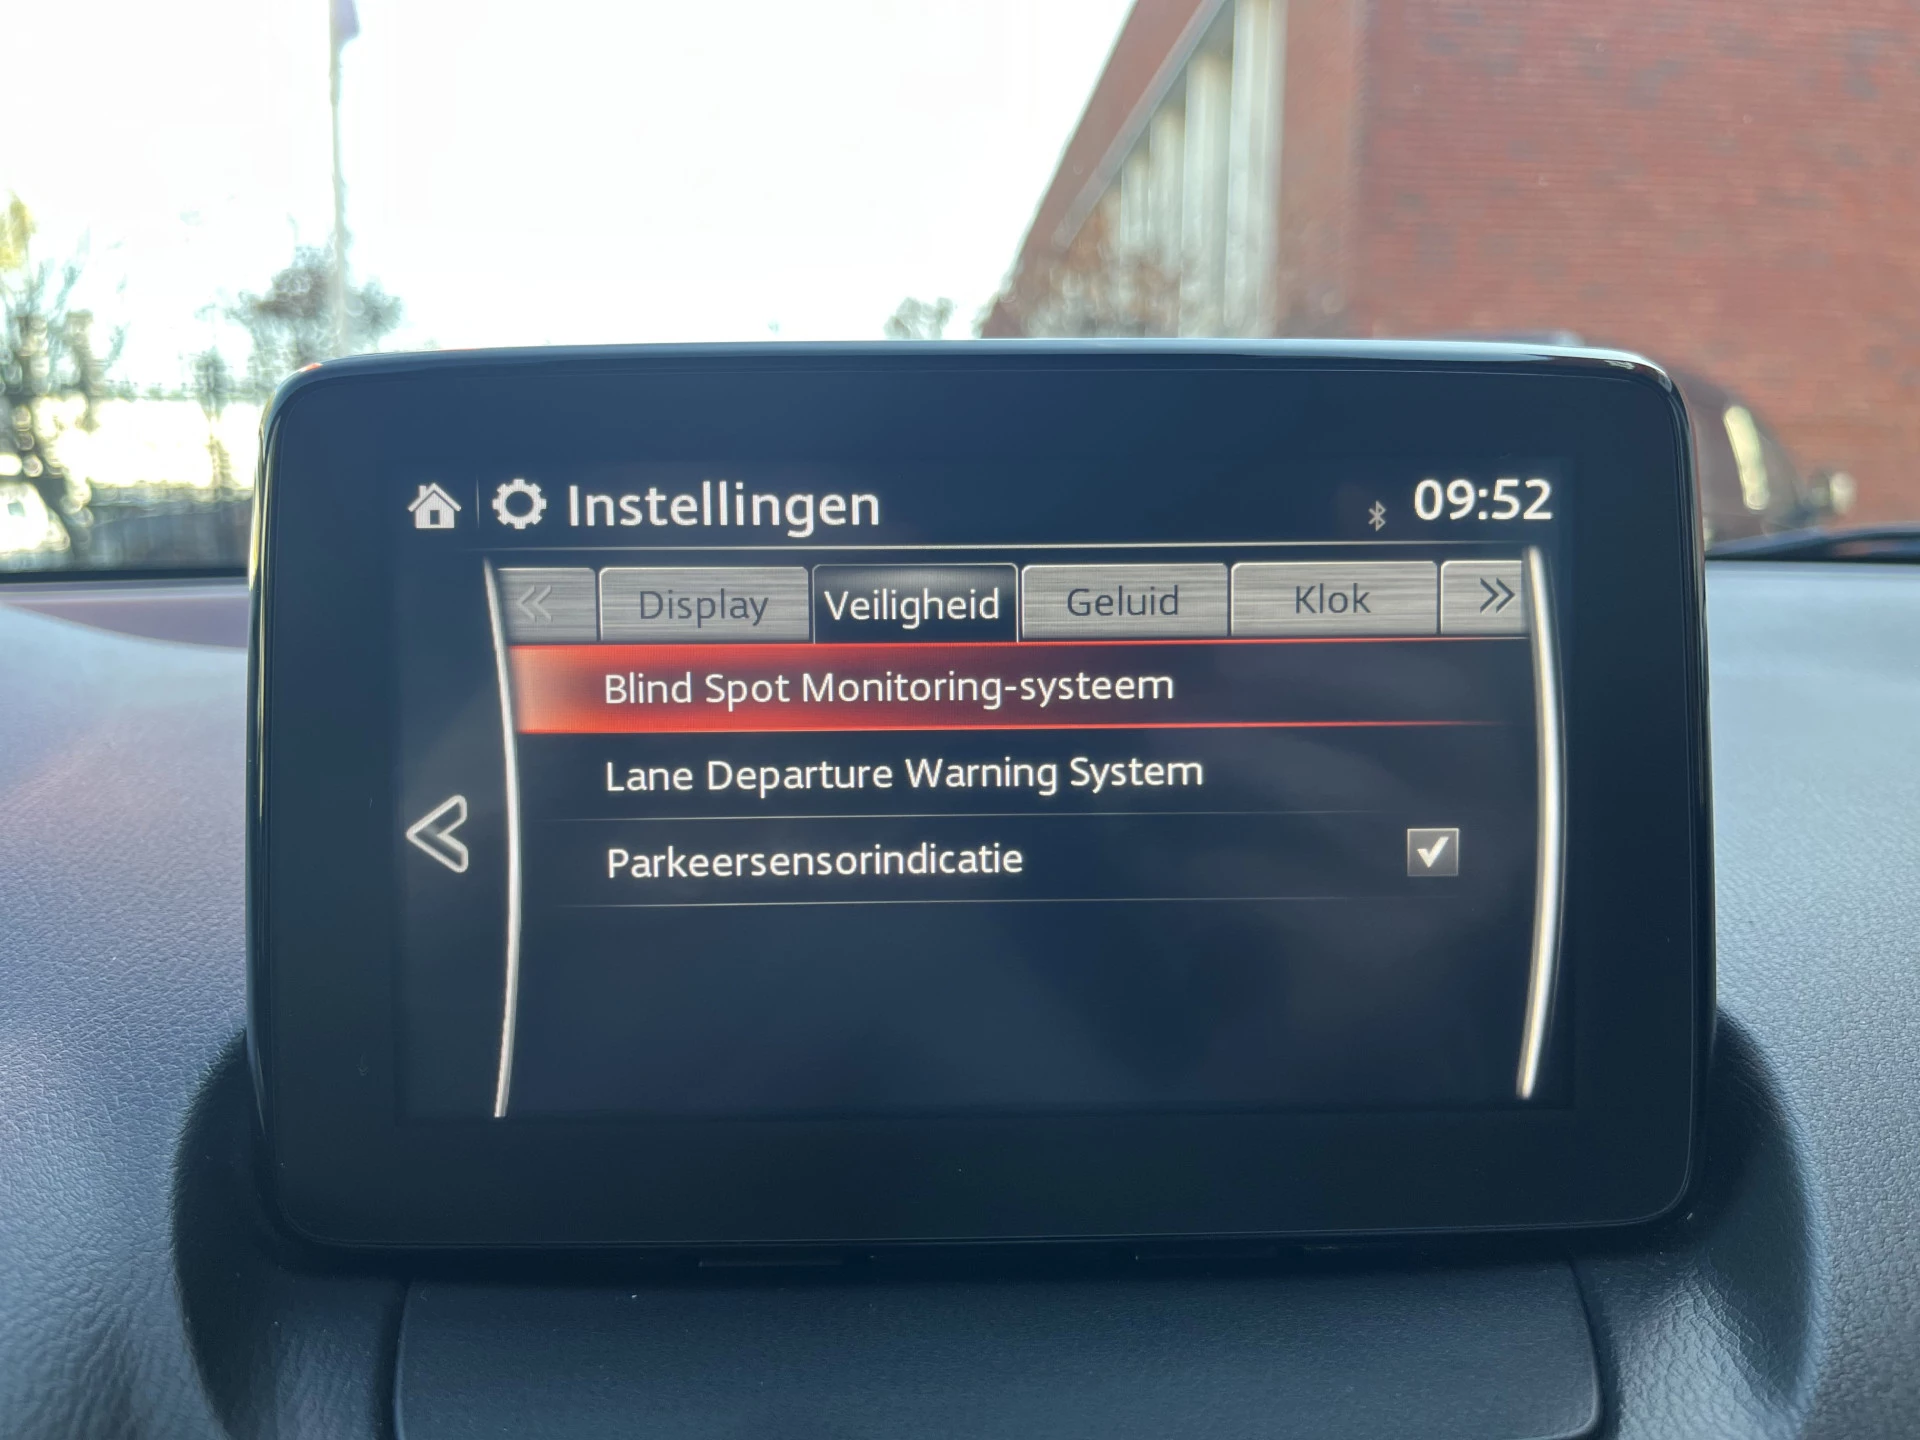 Instellingen
09:52
Display
Veiligheid
Geluid
Klok
Blind Spot Monitoring-systeem
Lane Departure Warning System
Parkeersensorindicatie